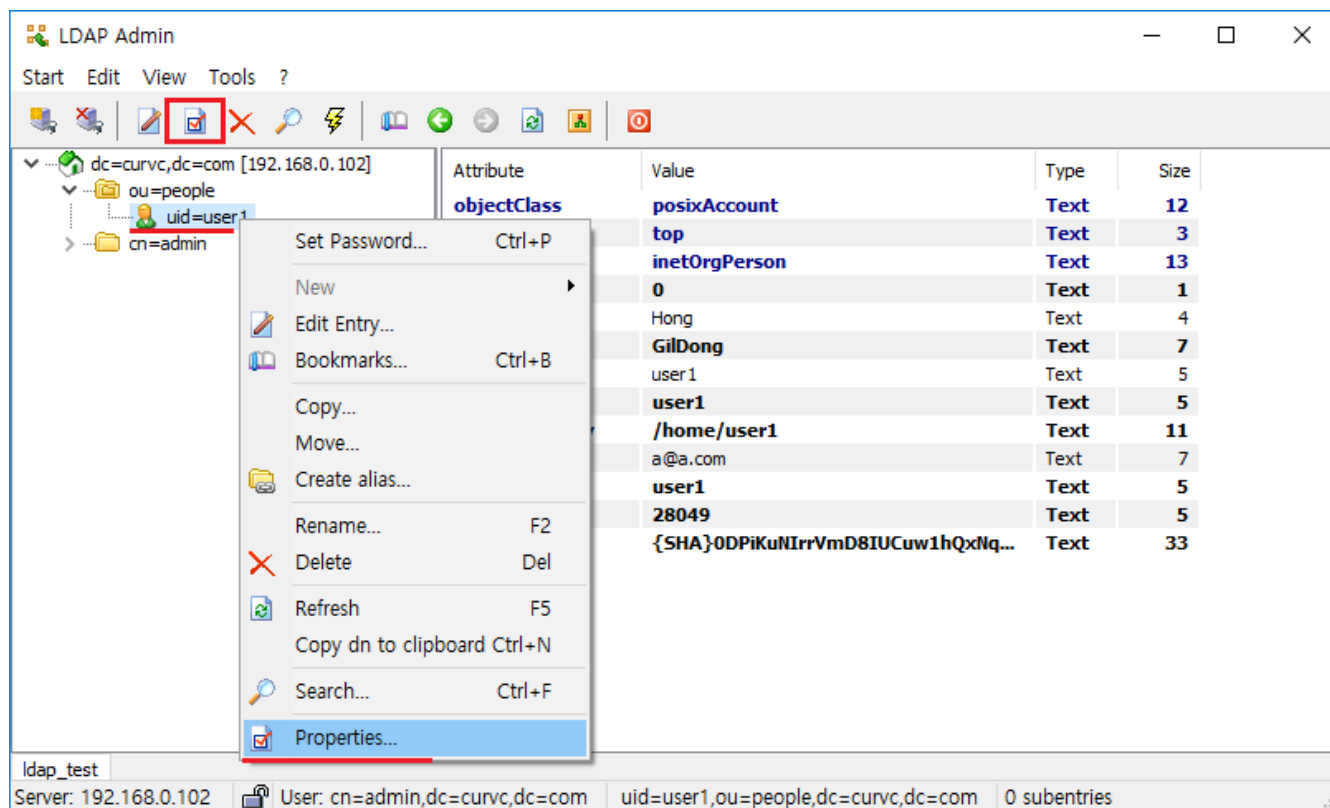 LDAP Admin
Start Edit View Tools ?
dc=curvc,dc=com [192.168.0.102]
ou=people
uid=user1
cn=admin
Attribute Value Type Size
objectClass posixAccount Text 12
top Text 3
inetOrgPerson Text 13
0 Text 1
Hong Text 4
GilDong Text 7
user1 Text 5
user1 Text 5
/home/user1 Text 11
a@a.com Text 7
user1 Text 5
28049 Text 5
{SHA}0DPiKuNIrrVmD8IUCuw1hQxNq... Text 33
Set Password... Ctrl+P
New
Edit Entry...
Bookmarks... Ctrl+B
Copy...
Move...
Create alias...
Rename... F2
Delete Del
Refresh F5
Copy dn to clipboard Ctrl+N
Search... Ctrl+F
Properties...
ldap_test
Server: 192.168.0.102 User: cn=admin,dc=curvc,dc=com uid=user1,ou=people,dc=curvc,dc=com 0 subentries